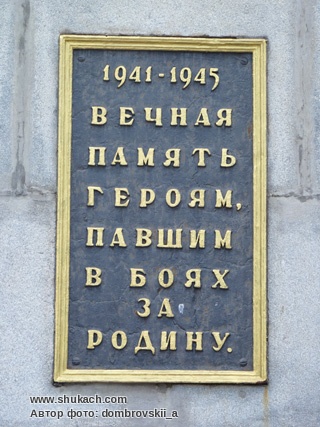 1941-1945
ВЕЧНАЯ
ПАМЯТЬ
ГЕРОЯМ,
ПАВШИМ
В БОЯХ
ЗА
РОДИНУ.
www.shukach.com
Автор фото: dombrovskii_a